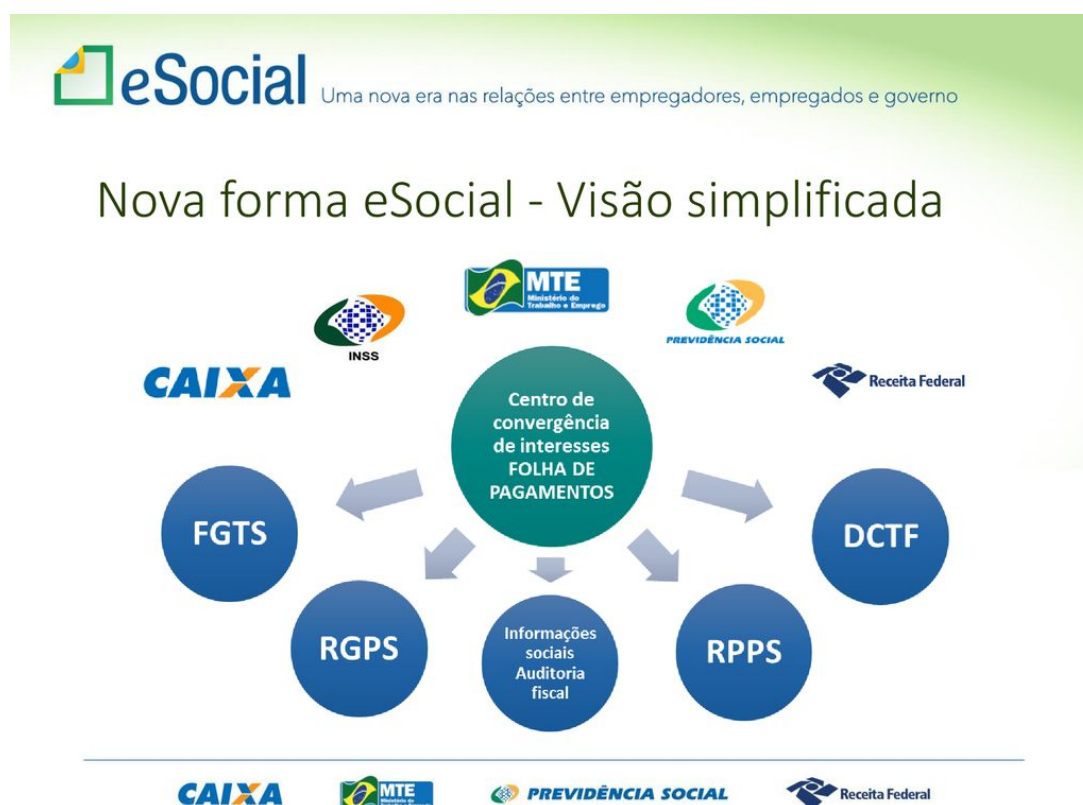 eSocial Uma nova era nas relações entre empregadores, empregados e governo
Nova forma eSocial - Visão simplificada
MTE
Ministério do
Trabalho e Emprego
INSS
PREVIDÊNCIA SOCIAL
CAIXA
Receita Federal
Centro de
convergência
de interesses
FOLHA DE
PAGAMENTOS
FGTS
DCTF
RGPS
Informações
sociais
Auditoria
fiscal
RPPS
CAIXA
MTE
PREVIDÊNCIA SOCIAL
Receita Federal